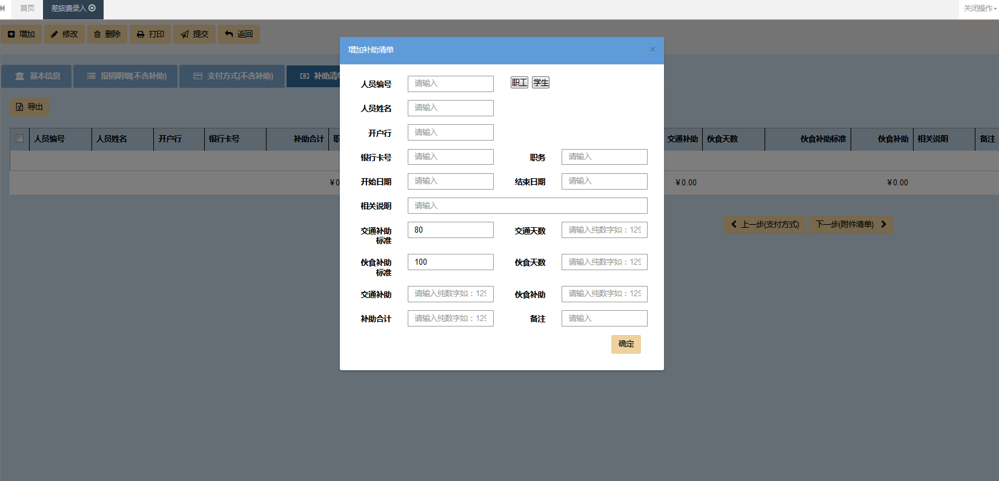 首页
差旅费录入
关闭操作
增加 修改 删除 打印 提交 返回
增加补助清单 ×
基本信息 报销明细(不含补助) 支付方式(不含补助) 补助清
导出
人员编号 人员姓名 开户行 银行卡号 补助合计 交通补助 伙食天数 伙食补助标准 伙食补助 相关说明 备注
¥0 ¥0.00 ¥0.00
上一步(支付方式) 下一步(附件清单)
人员编号 请输入 职工 学生
人员姓名 请输入
开户行 请输入
银行卡号 请输入 职务 请输入
开始日期 请输入 结束日期 请输入
相关说明 请输入
交通补助 80 交通天数 请输入纯数字如：129
标准
伙食补助 100 伙食天数 请输入纯数字如：129
标准
交通补助 请输入纯数字如：129 伙食补助 请输入纯数字如：129
补助合计 请输入纯数字如：129 备注 请输入
确定